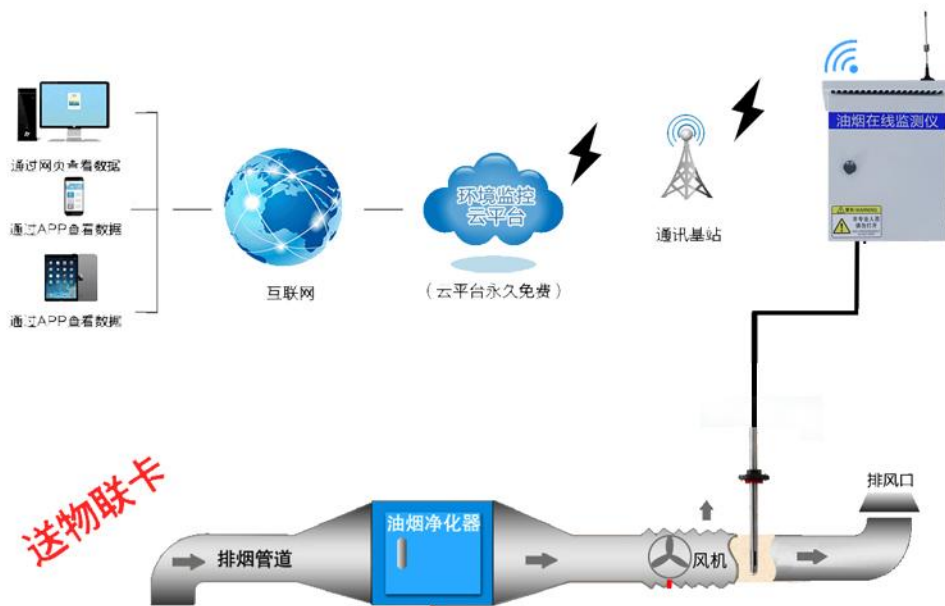 油烟在线监测仪
通过网页查看数据
环境监控
云平台
通过APP查看数据
通讯基站
互联网
(云平台永久免费)
通过APP查看数据
送物联卡
排风口
油烟净化器
排烟管道
风机